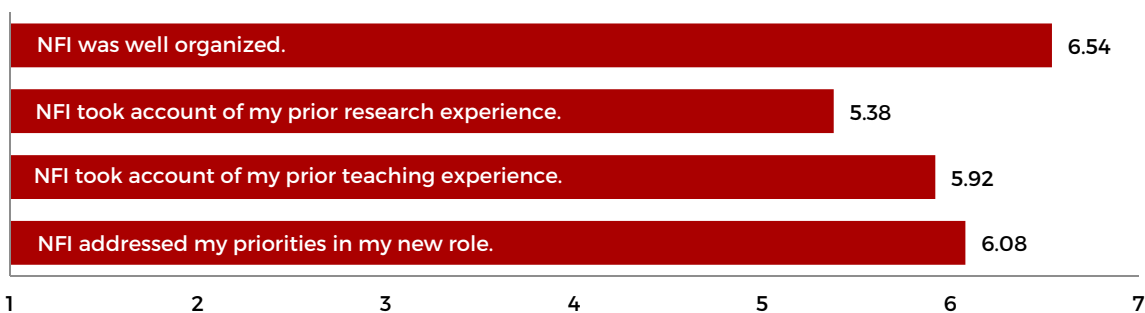 NFI was well organized.
6.54
NFI took account of my prior research experience.
5.38
NFI took account of my prior teaching experience.
5.92
NFI addressed my priorities in my new role.
6.08
1 2 3 4 5 6 7